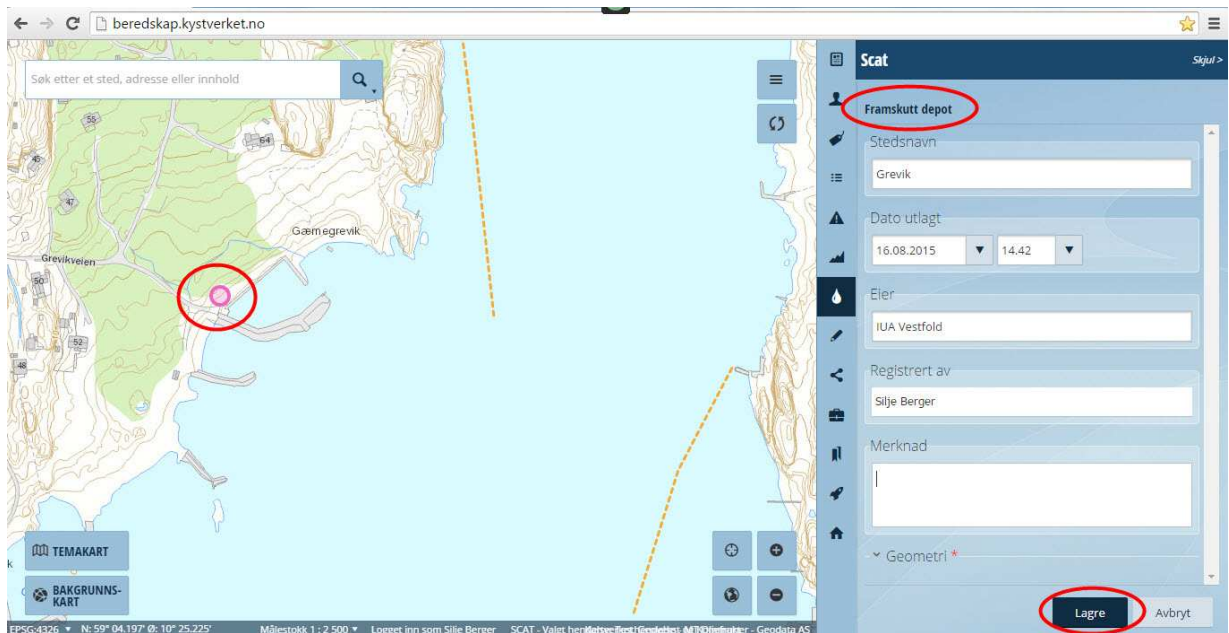 beredskap.kystverket.no
Søk etter et sted, adresse eller innhold
55
64
45
47
Gæmegrevik
Grevikveien
50
52
48
TEMAKART
BAKGRUNNS-
KART
EPSG:4326 N: 59° 04.197' Ø: 10° 25.225' Målestokk 1 : 2 500 Logget inn som Silje Berger SCAT - Valgt - Geodata AS
Scat
Skjul >
Framskutt depot
Stedsnavn
Grevik
Dato utlagt
16.08.2015 14.42
Eier
IUA Vestfold
Registrert av
Silje Berger
Merknad
Geometri *
Lagre Avbryt